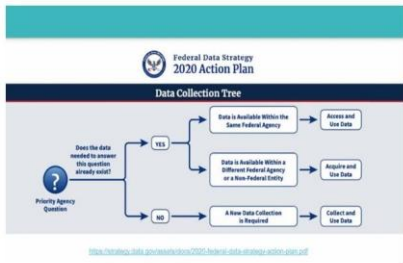 Federal Data Strategy
2020 Action Plan
Data Collection Tree
Does the data
needed to answer
this question
already exist?
?
Priority Agency
Question
YES
Data is Available Within the
Same Federal Agency
Access and
Use Data
Data is Available Within a
Different Federal Agency
or a Non-Federal Entity
Acquire and
Use Data
NO
A New Data Collection
is Required
Collect and
Use Data
https://strategy.data.gov/assets/docs/2020-federal-data-strategy-action-plan.pdf